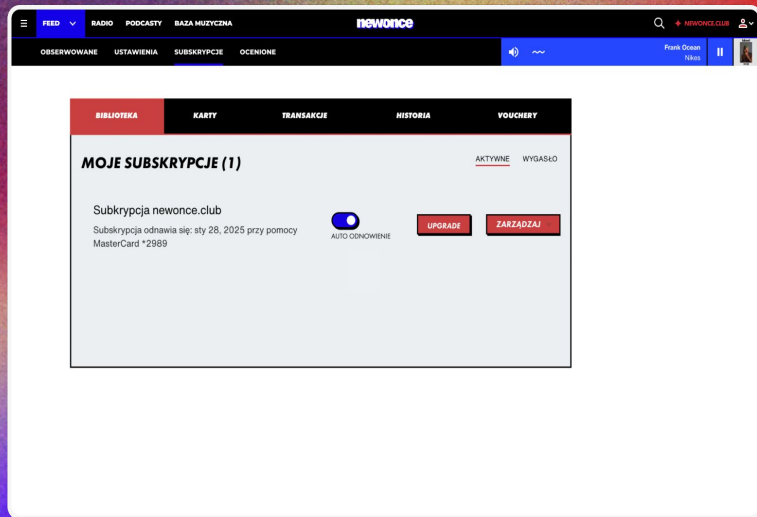 FEED RADIO PODCASTY BAZA MUZYCZNA newonce + NEWONCE.CLUB
OBSERWOWANE USTAWIENIA SUBSKRYPCJE OCENIONE
Frank Ocean
Nikes
BIBLIOTEKA KARTY TRANSAKCJE HISTORIA VOUCHERY
MOJE SUBSKRYPCJE (1) AKTYWNE WYGASŁO
Subkrypcja newonce.club
Subskrypcja odnawia się: sty 28, 2025 przy pomocy
MasterCard *2989
AUTO ODNOWIENIE
UPGRADE
ZARZĄDZAJ